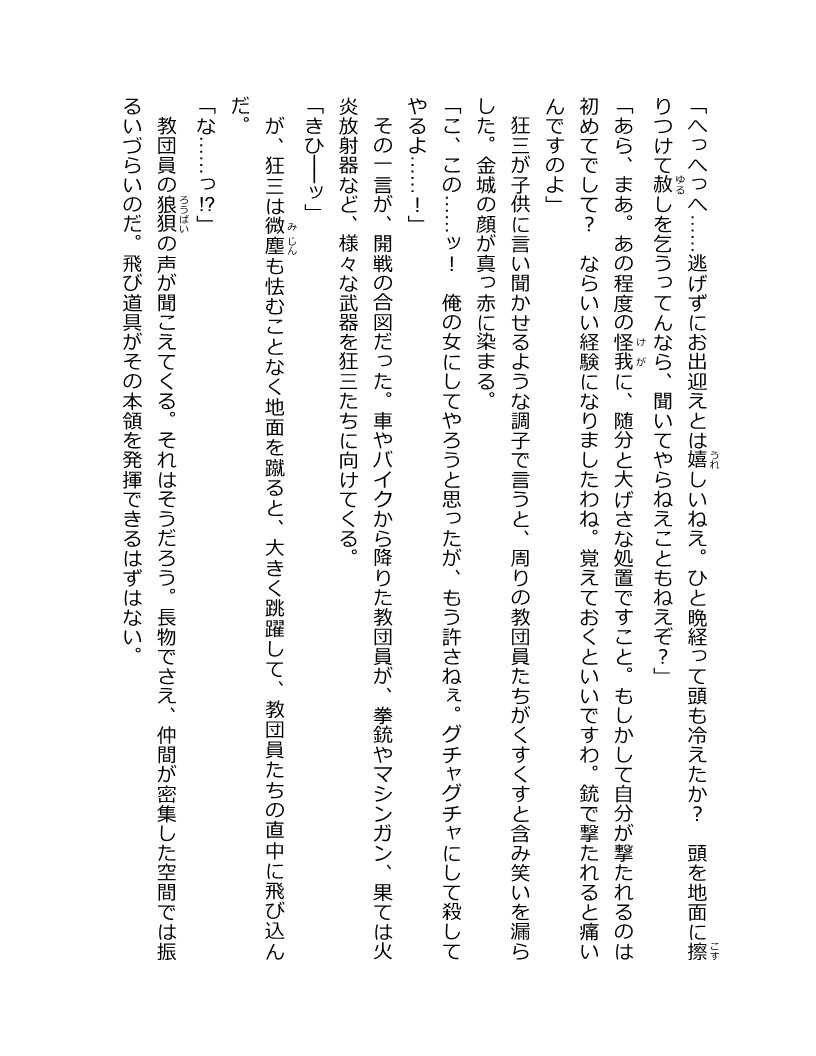 「へっへっへ……逃げずにお出迎えとは嬉しいねえ。ひと晩経って頭も冷えたか？　頭を地面に擦
りつけて赦しを乞うってんなら、聞いてやらねえこともねえぞ？」
「あら、まあ。あの程度の怪我に、随分と大げさな処置ですこと。もしかして自分が撃たれるのは
初めてでして？　ならいい経験になりましたわね。覚えておくといいですわ。銃で撃たれると痛い
んですのよ」
　狂三が子供に言い聞かせるような調子で言うと、周りの教団員たちがくすくすと含み笑いを漏ら
した。金城の顔が真っ赤に染まる。
「こ、この……ッ！　俺の女にしてやろうと思ったが、もう許さねぇ。グチャグチャにして殺して
やるよ……！」
　その一言が、開戦の合図だった。車やバイクから降りた教団員が、拳銃やマシンガン、果ては火
炎放射器など、様々な武器を狂三たちに向けてくる。
「きひ――ッ」
　が、狂三は微塵も怯むことなく地面を蹴ると、大きく跳躍して、教団員たちの直中に飛び込ん
だ。
「な……っ!?」
　教団員の狼狽の声が聞こえてくる。それはそうだろう。長物でさえ、仲間が密集した空間では振
るいづらいのだ。飛び道具がその本領を発揮できるはずはない。